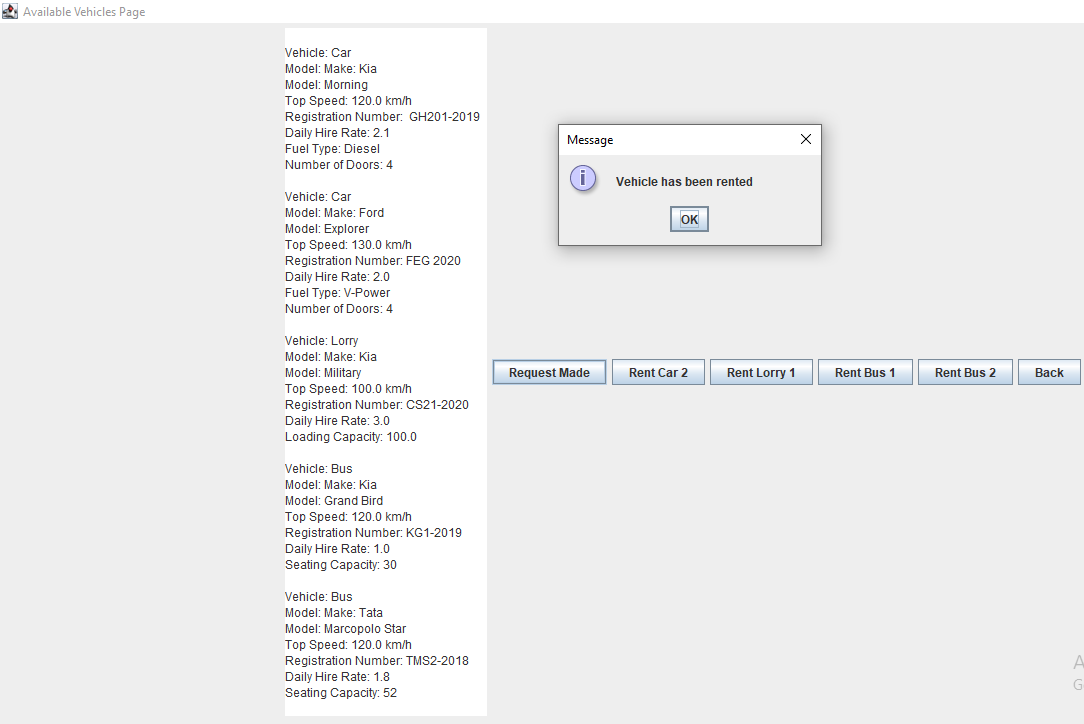 Available Vehicles Page
Vehicle: Car
Model: Make: Kia
Model: Morning
Top Speed: 120.0 km/h
Registration Number:  GH201-2019
Daily Hire Rate: 2.1
Fuel Type: Diesel
Number of Doors: 4
Vehicle: Car
Model: Make: Ford
Model: Explorer
Top Speed: 130.0 km/h
Registration Number: FEG 2020
Daily Hire Rate: 2.0
Fuel Type: V-Power
Number of Doors: 4
Vehicle: Lorry
Model: Make: Kia
Model: Military
Top Speed: 100.0 km/h
Registration Number: CS21-2020
Daily Hire Rate: 3.0
Loading Capacity: 100.0
Vehicle: Bus
Model: Make: Kia
Model: Grand Bird
Top Speed: 120.0 km/h
Registration Number: KG1-2019
Daily Hire Rate: 1.0
Seating Capacity: 30
Vehicle: Bus
Model: Make: Tata
Model: Marcopolo Star
Top Speed: 120.0 km/h
Registration Number: TMS2-2018
Daily Hire Rate: 1.8
Seating Capacity: 52
Message
Vehicle has been rented
OK
Request Made
Rent Car 2
Rent Lorry 1
Rent Bus 1
Rent Bus 2
Back